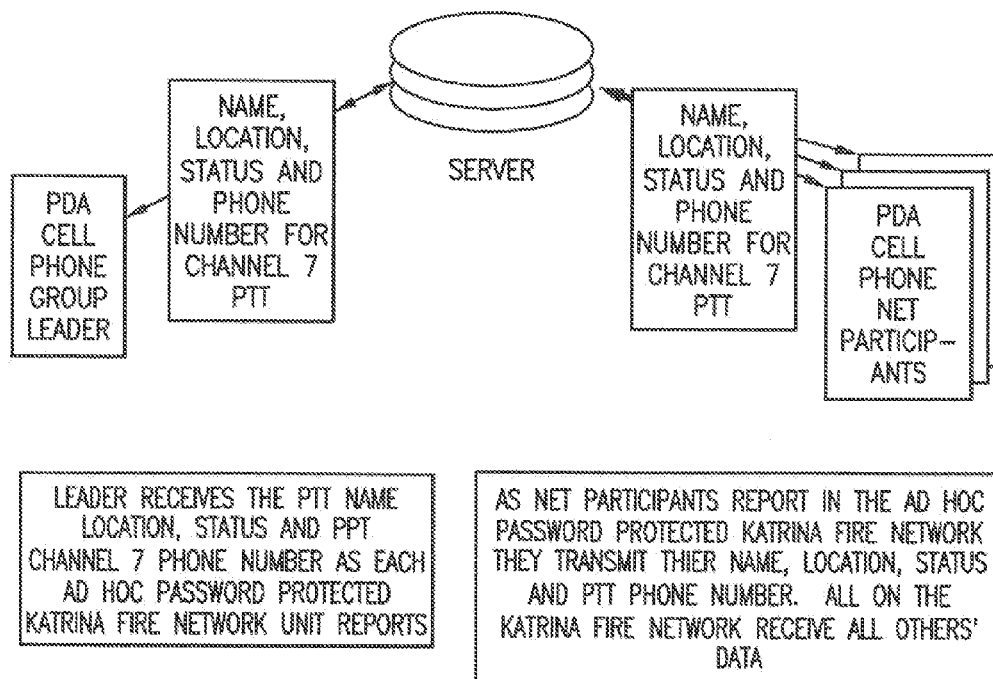 PDA
CELL
PHONE
GROUP
LEADER
NAME,
LOCATION,
STATUS AND
PHONE
NUMBER FOR
CHANNEL 7
PTT
SERVER
NAME,
LOCATION,
STATUS AND
PHONE
NUMBER FOR
CHANNEL 7
PTT
PDA
CELL
PHONE
NET
PARTICIP-
ANTS
LEADER RECEIVES THE PTT NAME
LOCATION, STATUS AND PPT
CHANNEL 7 PHONE NUMBER AS EACH
AD HOC PASSWORD PROTECTED
KATRINA FIRE NETWORK UNIT REPORTS
AS NET PARTICIPANTS REPORT IN THE AD HOC
PASSWORD PROTECTED KATRINA FIRE NETWORK
THEY TRANSMIT THIER NAME, LOCATION, STATUS
AND PTT PHONE NUMBER. ALL ON THE
KATRINA FIRE NETWORK RECEIVE ALL OTHERS'
DATA